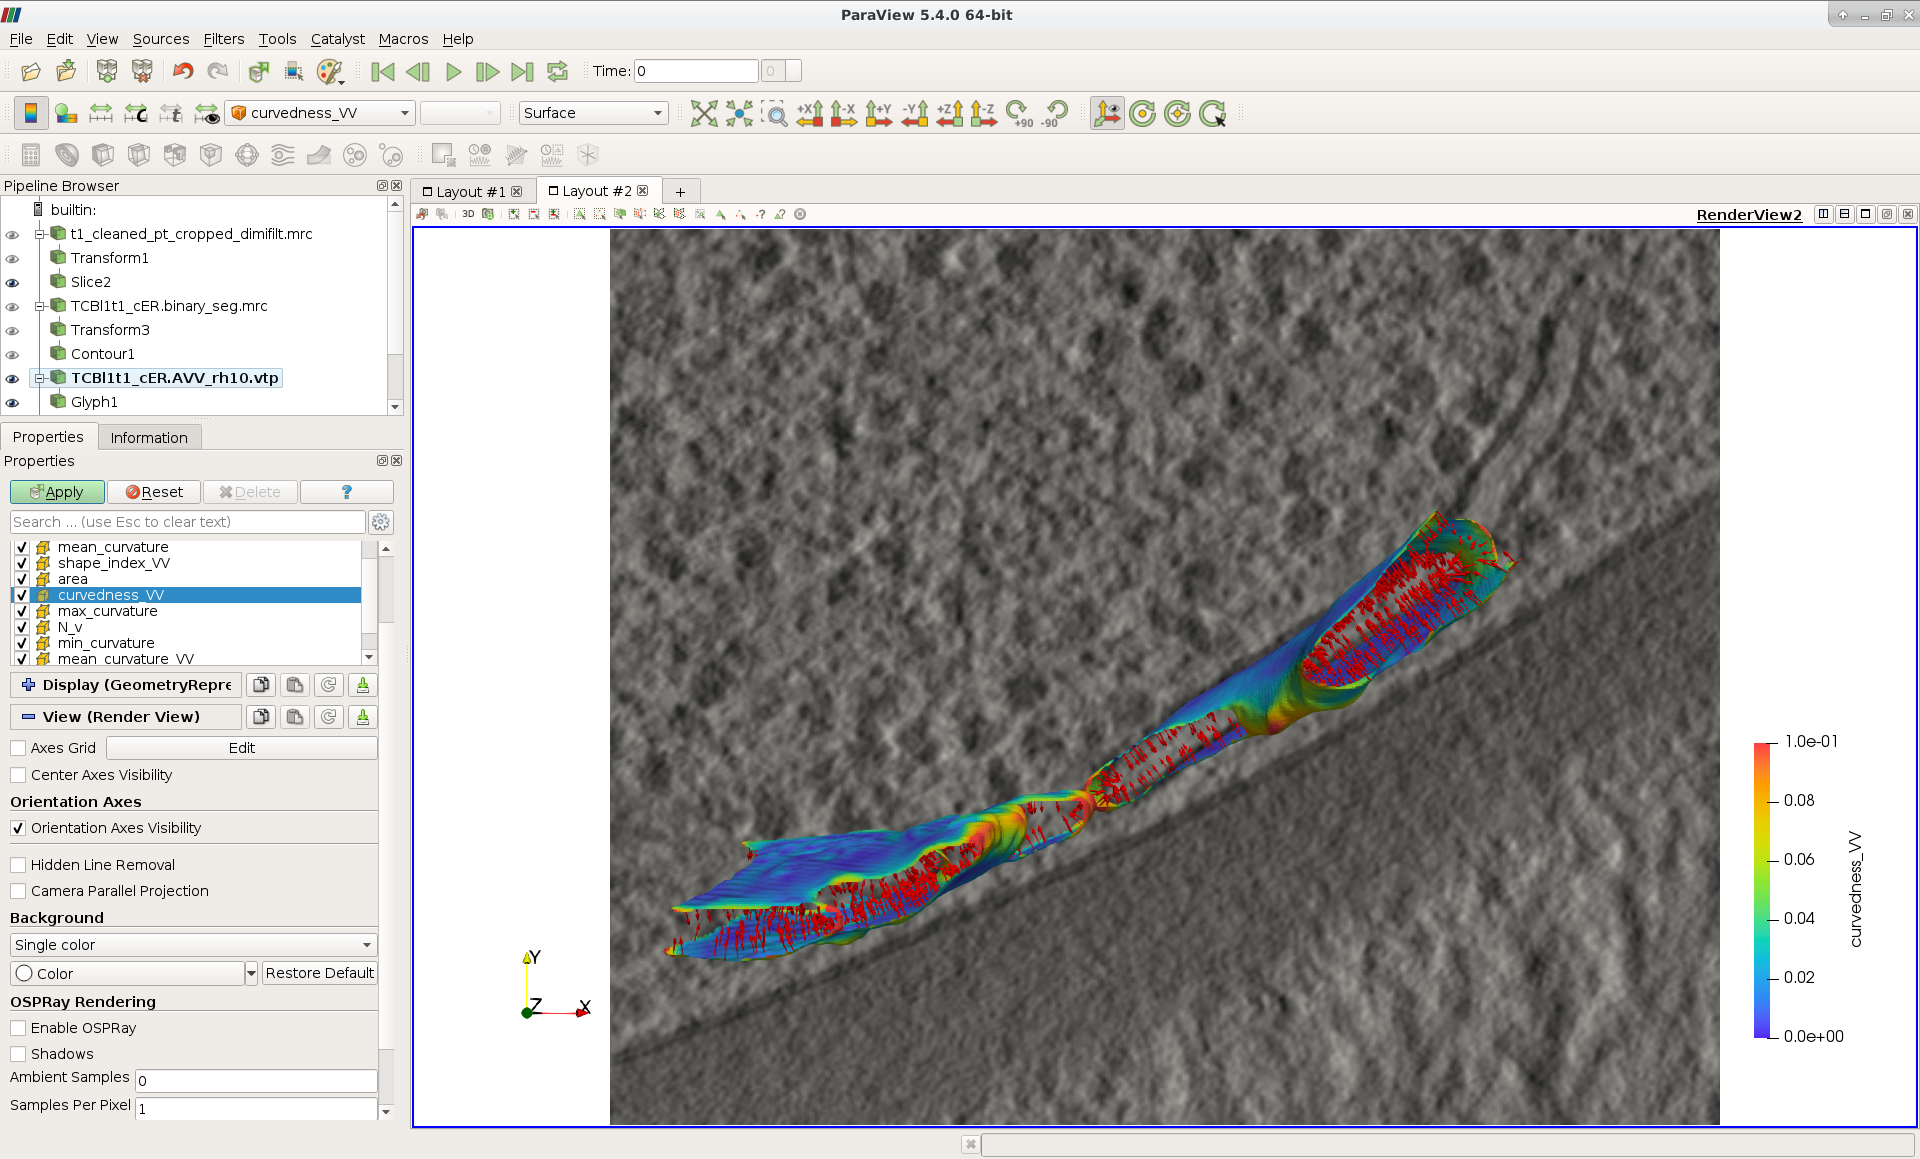 ParaView 5.4.0 64-bit
File Edit View Sources Filters Tools Catalyst Macros Help
Time: 0 0
curvedness_VV Surface +X -X +Y -Y +Z -Z +90 -90
Pipeline Browser
builtin:
t1_cleaned_pt_cropped_dimifilt.mrc
Transform1
Slice2
TCBl1t1_cER.binary_seg.mrc
Transform3
Contour1
TCBl1t1_cER.AVV_rh10.vtp
Glyph1
Properties Information
Properties
Apply Reset Delete ?
Search ... (use Esc to clear text)
mean_curvature
shape_index_VV
area
curvedness_VV
max_curvature
N_v
min_curvature
mean_curvature_VV
Display (GeometryRepre
View (Render View)
Axes Grid Edit
Center Axes Visibility
Orientation Axes
Orientation Axes Visibility
Hidden Line Removal
Camera Parallel Projection
Background
Single color
Color Restore Default
OSPRay Rendering
Enable OSPRay
Shadows
Ambient Samples 0
Samples Per Pixel 1
Layout #1 Layout #2 +
3D
RenderView2
Y
Z X
1.0e-01
0.08
0.06
0.04
0.02
0.0e+00
curvedness_VV